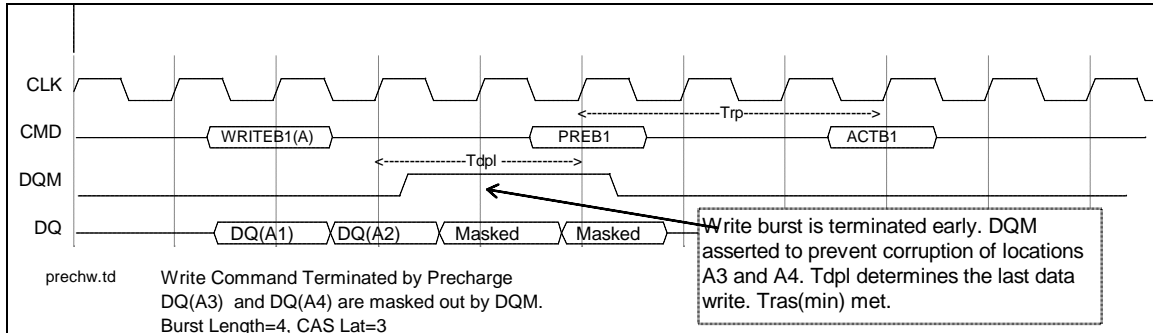 CLK
Trp
CMD WRITEB1(A) PREB1 ACTB1
Tdpl
DQM
DQ DQ(A1) DQ(A2) Masked Masked
Write burst is terminated early. DQM
asserted to prevent corruption of locations
A3 and A4. Tdpl determines the last data
write. Tras(min) met.
prechw.td Write Command Terminated by Precharge
DQ(A3) and DQ(A4) are masked out by DQM.
Burst Length=4, CAS Lat=3